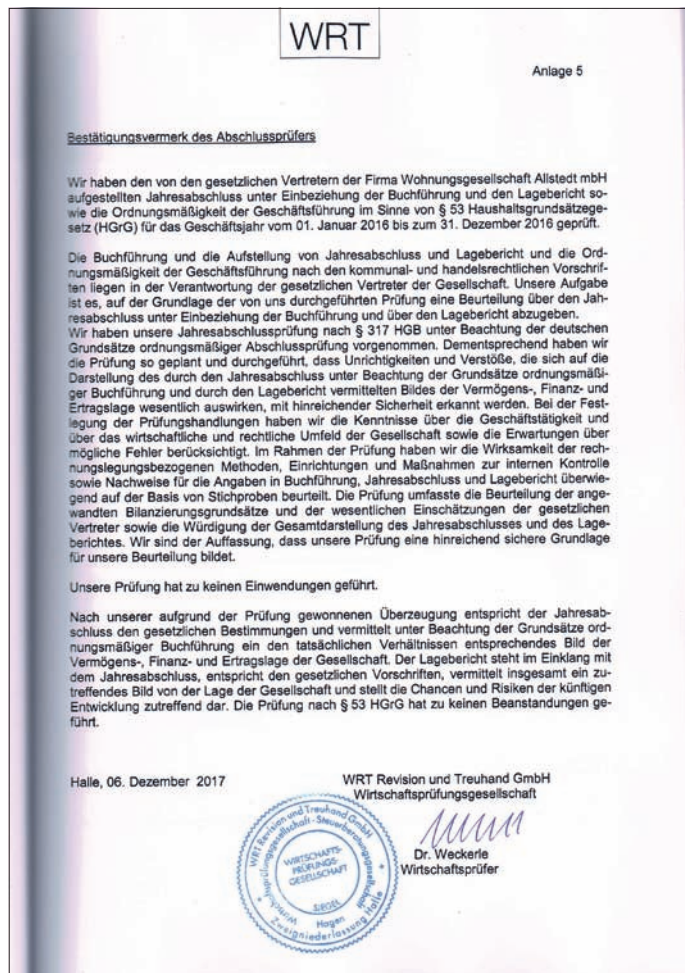 WRT
Anlage 5
Bestätigungsvermerk des Abschlussprüfers
Wir haben den von den gesetzlichen Vertretern der Firma Wohnungsgesellschaft Allstedt mbH
aufgestellten Jahresabschluss unter Einbeziehung der Buchführung und den Lagebericht so-
wie die Ordnungsmäßigkeit der Geschäftsführung im Sinne von § 53 Haushaltsgrundsätzege-
setz (HGrG) für das Geschäftsjahr vom 01. Januar 2016 bis zum 31. Dezember 2016 geprüft.
Die Buchführung und die Aufstellung von Jahresabschluss und Lagebericht und die Ord-
nungsmäßigkeit der Geschäftsführung nach den kommunal- und handelsrechtlichen Vorschrif-
ten liegen in der Verantwortung der gesetzlichen Vertreter der Gesellschaft. Unsere Aufgabe
ist es, auf der Grundlage der von uns durchgeführten Prüfung eine Beurteilung über den Jah-
resabschluss unter Einbeziehung der Buchführung und über den Lagebericht abzugeben.
Wir haben unsere Jahresabschlussprüfung nach § 317 HGB unter Beachtung der deutschen
Grundsätze ordnungsmäßiger Abschlussprüfung vorgenommen. Dementsprechend haben wir
die Prüfung so geplant und durchgeführt, dass Unrichtigkeiten und Verstöße, die sich auf die
Darstellung des durch den Jahresabschluss unter Beachtung der Grundsätze ordnungsmäßi-
ger Buchführung und durch den Lagebericht vermittelten Bildes der Vermögens-, Finanz- und
Ertragslage wesentlich auswirken, mit hinreichender Sicherheit erkannt werden. Bei der Fest-
legung der Prüfungshandlungen haben wir die Kenntnisse über die Geschäftstätigkeit und
über das wirtschaftliche und rechtliche Umfeld der Gesellschaft sowie die Erwartungen über
mögliche Fehler berücksichtigt. Im Rahmen der Prüfung haben wir die Wirksamkeit der rech-
nungslegungsbezogenen Methoden, Einrichtungen und Maßnahmen zur internen Kontrolle
sowie Nachweise für die Angaben in Buchführung, Jahresabschluss und Lagebericht überwie-
gend auf der Basis von Stichproben beurteilt. Die Prüfung umfasste die Beurteilung der ange-
wandten Bilanzierungsgrundsätze und der wesentlichen Einschätzungen der gesetzlichen
Vertreter sowie die Würdigung der Gesamtdarstellung des Jahresabschlusses und des Lage-
berichtes. Wir sind der Auffassung, dass unsere Prüfung eine hinreichend sichere Grundlage
für unsere Beurteilung bildet.
Unsere Prüfung hat zu keinen Einwendungen geführt.
Nach unserer aufgrund der Prüfung gewonnenen Überzeugung entspricht der Jahresab-
schluss den gesetzlichen Bestimmungen und vermittelt unter Beachtung der Grundsätze ord-
nungsmäßiger Buchführung ein den tatsächlichen Verhältnissen entsprechendes Bild der
Vermögens-, Finanz- und Ertragslage der Gesellschaft. Der Lagebericht steht im Einklang mit
dem Jahresabschluss, entspricht den gesetzlichen Vorschriften, vermittelt insgesamt ein zu-
treffendes Bild von der Lage der Gesellschaft und stellt die Chancen und Risiken der künftigen
Entwicklung zutreffend dar. Die Prüfung nach § 53 HGrG hat zu keinen Beanstandungen ge-
führt.
Halle, 06. Dezember 2017
WRT Revision und Treuhand GmbH
Wirtschaftsprüfungsgesellschaft
Dr. Weckerle
Wirtschaftsprüfer
WRT Revision und Treuhand GmbH
Wirtschaftsprüfungsgesellschaft - Steuerberatungsgesellschaft
WIRTSCHAFTS-
PRÜFUNGS-
GESELLSCHAFT
SIEGEL
Hagen
Zweigniederlassung Halle